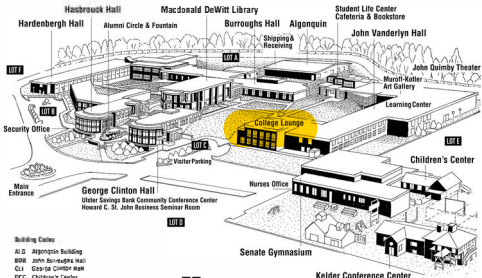 Hasbrouck Hall
Macdonald DeWitt Library
Student Life Center
Cafeteria & Bookstore
Hardenbergh Hall
Alumni Circle & Fountain
Burroughs Hall
Algonquin
John Vanderlyn Hall
Shipping &
Receiving
LOT A
John Quimby Theater
LOT F
Muroff-Kotler
Art Gallery
LOT B
Learning Center
College Lounge
Security Office
LOT C
LOT E
Visitor Parking
Children's Center
Main
Entrance
George Clinton Hall
Nurses Office
Ulster Savings Bank Community Conference Center
Howard C. St. John Business Seminar Room
LOT D
Building Codes
Senate Gymnasium
ALG Algonquin Building
BUR John Burroughs Hall
CLI George Clinton Hall
Children's Center
Kelder Conference Center